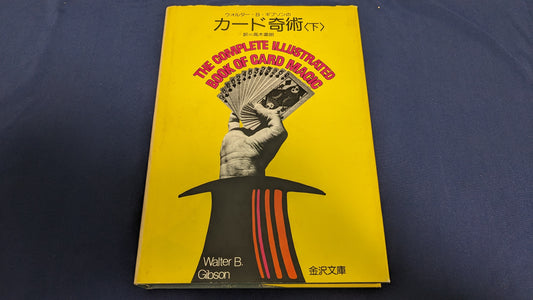 ウォルター・B・ギブソンの
カード奇術〈下〉
訳=高木重朗
THE COMPLETE ILLUSTRATED
BOOK OF CARD MAGIC
Walter B.
Gibson
金沢文庫